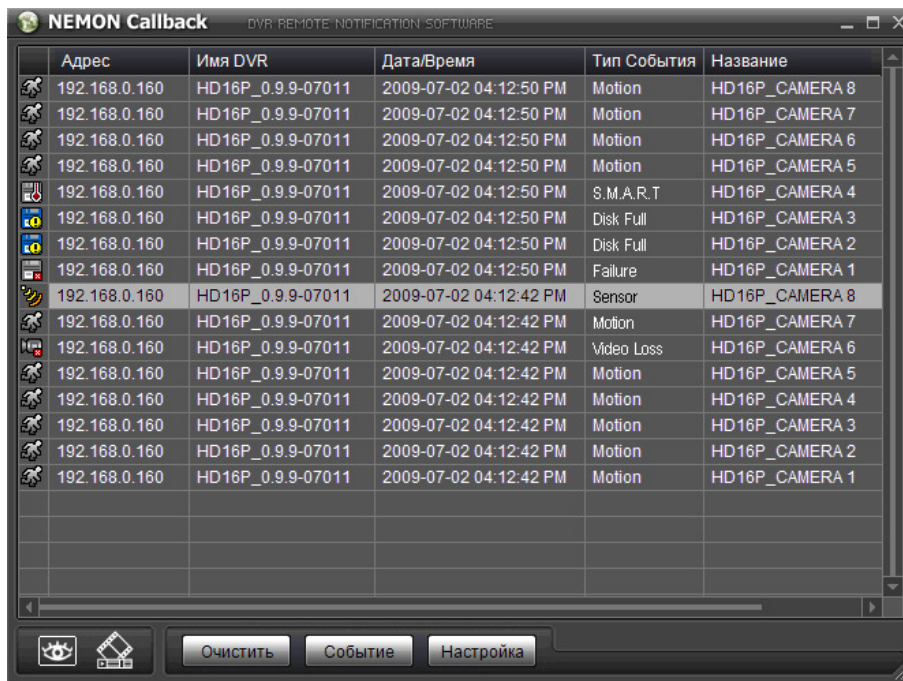 NEMON Callback DVR REMOTE NOTIFICATION SOFTWARE
Адрес Имя DVR Дата/Время Тип События Название
192.168.0.160 HD16P_0.9.9-07011 2009-07-02 04:12:50 PM Motion HD16P_CAMERA 8
192.168.0.160 HD16P_0.9.9-07011 2009-07-02 04:12:50 PM Motion HD16P_CAMERA 7
192.168.0.160 HD16P_0.9.9-07011 2009-07-02 04:12:50 PM Motion HD16P_CAMERA 6
192.168.0.160 HD16P_0.9.9-07011 2009-07-02 04:12:50 PM Motion HD16P_CAMERA 5
192.168.0.160 HD16P_0.9.9-07011 2009-07-02 04:12:50 PM S.M.A.R.T HD16P_CAMERA 4
192.168.0.160 HD16P_0.9.9-07011 2009-07-02 04:12:50 PM Disk Full HD16P_CAMERA 3
192.168.0.160 HD16P_0.9.9-07011 2009-07-02 04:12:50 PM Disk Full HD16P_CAMERA 2
192.168.0.160 HD16P_0.9.9-07011 2009-07-02 04:12:50 PM Failure HD16P_CAMERA 1
192.168.0.160 HD16P_0.9.9-07011 2009-07-02 04:12:42 PM Sensor HD16P_CAMERA 8
192.168.0.160 HD16P_0.9.9-07011 2009-07-02 04:12:42 PM Motion HD16P_CAMERA 7
192.168.0.160 HD16P_0.9.9-07011 2009-07-02 04:12:42 PM Video Loss HD16P_CAMERA 6
192.168.0.160 HD16P_0.9.9-07011 2009-07-02 04:12:42 PM Motion HD16P_CAMERA 5
192.168.0.160 HD16P_0.9.9-07011 2009-07-02 04:12:42 PM Motion HD16P_CAMERA 4
192.168.0.160 HD16P_0.9.9-07011 2009-07-02 04:12:42 PM Motion HD16P_CAMERA 3
192.168.0.160 HD16P_0.9.9-07011 2009-07-02 04:12:42 PM Motion HD16P_CAMERA 2
192.168.0.160 HD16P_0.9.9-07011 2009-07-02 04:12:42 PM Motion HD16P_CAMERA 1
Очистить Событие Настройка